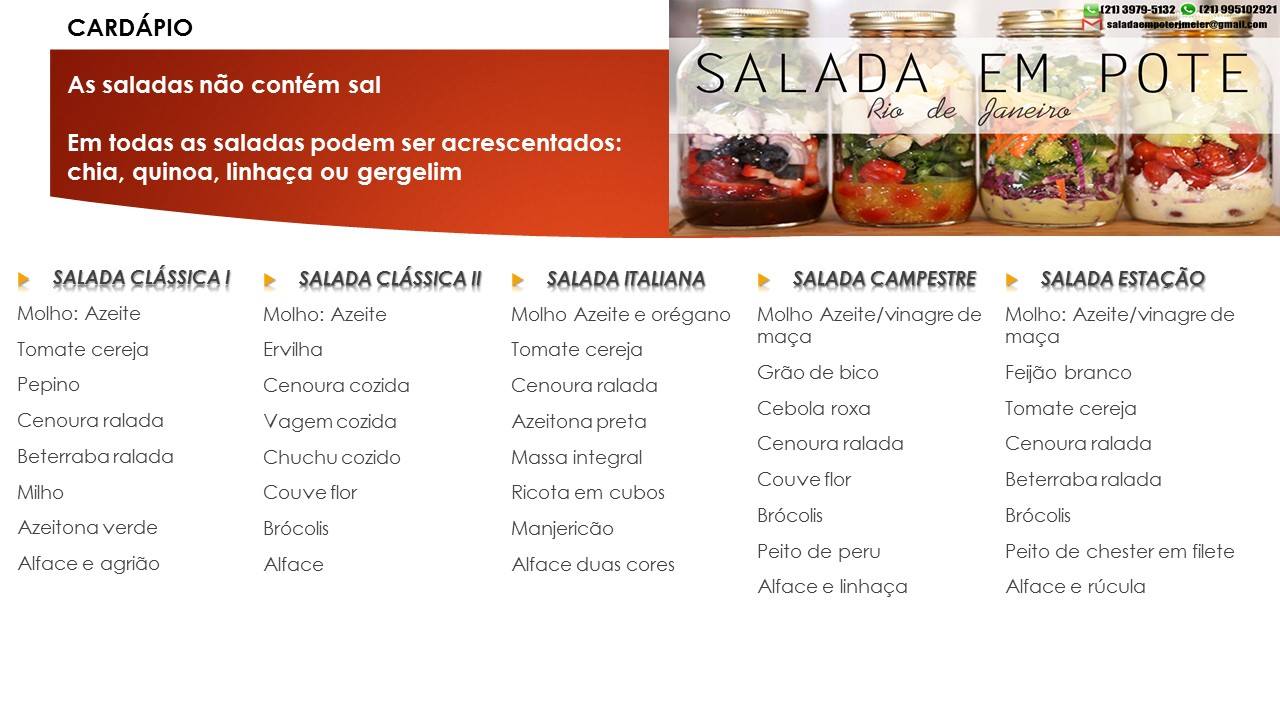 CARDÁPIO
As saladas não contém sal
Em todas as saladas podem ser acrescentados:
chia, quinoa, linhaça ou gergelim
(21) 3979-5132 (21) 995102921
saladaempoterjmeier@gmail.com
SALADA EM POTE
Rio de Janeiro
SALADA CLÁSSICA I
Molho: Azeite
Tomate cereja
Pepino
Cenoura ralada
Beterraba ralada
Milho
Azeitona verde
Alface e agrião
SALADA CLÁSSICA II
Molho: Azeite
Ervilha
Cenoura cozida
Vagem cozida
Chuchu cozido
Couve flor
Brócolis
Alface
SALADA ITALIANA
Molho Azeite e orégano
Tomate cereja
Cenoura ralada
Azeitona preta
Massa integral
Ricota em cubos
Manjericão
Alface duas cores
SALADA CAMPESTRE
Molho Azeite/vinagre de
maça
Grão de bico
Cebola roxa
Cenoura ralada
Couve flor
Brócolis
Peito de peru
Alface e linhaça
SALADA ESTAÇÃO
Molho: Azeite/vinagre de
maça
Feijão branco
Tomate cereja
Cenoura ralada
Beterraba ralada
Brócolis
Peito de chester em filete
Alface e rúcula